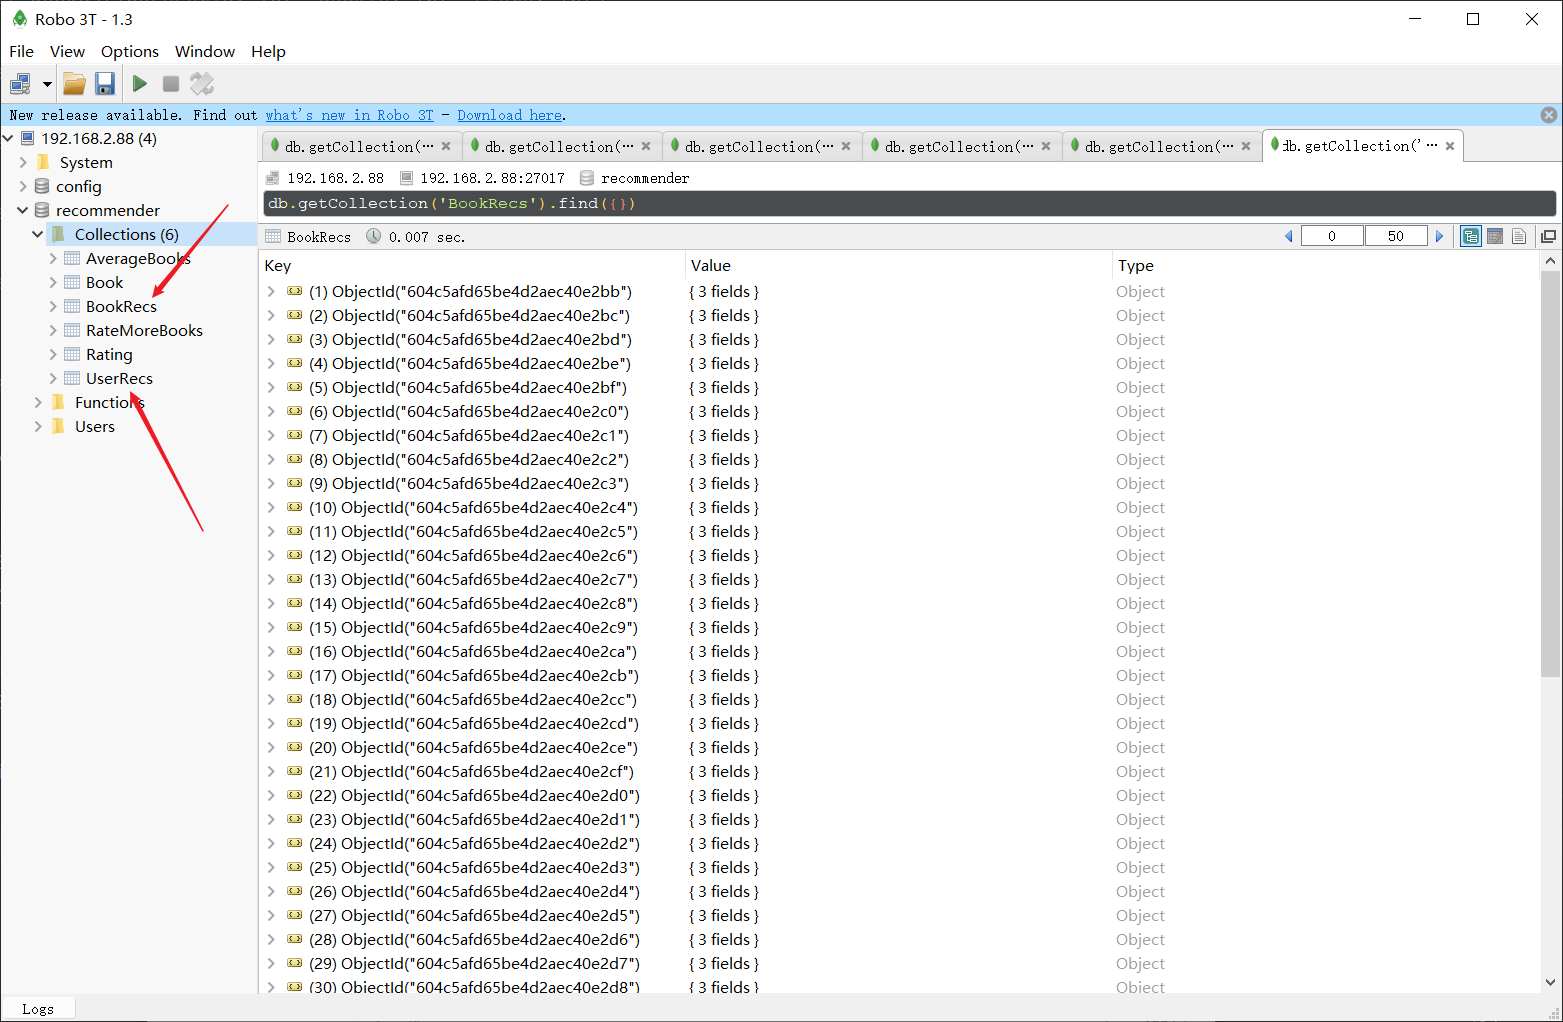 Robo 3T - 1.3
File View Options Window Help
New release available. Find out what's new in Robo 3T - Download here.
192.168.2.88 (4)
System
config
recommender
Collections (6)
AverageBooks
Book
BookRecs
RateMoreBooks
Rating
UserRecs
Functions
Users
db.getCollection(… db.getCollection(… db.getCollection(… db.getCollection(… db.getCollection(… db.getCollection('…
192.168.2.88 192.168.2.88:27017 recommender
db.getCollection('BookRecs').find({})
BookRecs 0.007 sec. 0 50
Key Value Type
(1) ObjectId("604c5afd65be4d2aec40e2bb") { 3 fields } Object
(2) ObjectId("604c5afd65be4d2aec40e2bc") { 3 fields } Object
(3) ObjectId("604c5afd65be4d2aec40e2bd") { 3 fields } Object
(4) ObjectId("604c5afd65be4d2aec40e2be") { 3 fields } Object
(5) ObjectId("604c5afd65be4d2aec40e2bf") { 3 fields } Object
(6) ObjectId("604c5afd65be4d2aec40e2c0") { 3 fields } Object
(7) ObjectId("604c5afd65be4d2aec40e2c1") { 3 fields } Object
(8) ObjectId("604c5afd65be4d2aec40e2c2") { 3 fields } Object
(9) ObjectId("604c5afd65be4d2aec40e2c3") { 3 fields } Object
(10) ObjectId("604c5afd65be4d2aec40e2c4") { 3 fields } Object
(11) ObjectId("604c5afd65be4d2aec40e2c5") { 3 fields } Object
(12) ObjectId("604c5afd65be4d2aec40e2c6") { 3 fields } Object
(13) ObjectId("604c5afd65be4d2aec40e2c7") { 3 fields } Object
(14) ObjectId("604c5afd65be4d2aec40e2c8") { 3 fields } Object
(15) ObjectId("604c5afd65be4d2aec40e2c9") { 3 fields } Object
(16) ObjectId("604c5afd65be4d2aec40e2ca") { 3 fields } Object
(17) ObjectId("604c5afd65be4d2aec40e2cb") { 3 fields } Object
(18) ObjectId("604c5afd65be4d2aec40e2cc") { 3 fields } Object
(19) ObjectId("604c5afd65be4d2aec40e2cd") { 3 fields } Object
(20) ObjectId("604c5afd65be4d2aec40e2ce") { 3 fields } Object
(21) ObjectId("604c5afd65be4d2aec40e2cf") { 3 fields } Object
(22) ObjectId("604c5afd65be4d2aec40e2d0") { 3 fields } Object
(23) ObjectId("604c5afd65be4d2aec40e2d1") { 3 fields } Object
(24) ObjectId("604c5afd65be4d2aec40e2d2") { 3 fields } Object
(25) ObjectId("604c5afd65be4d2aec40e2d3") { 3 fields } Object
(26) ObjectId("604c5afd65be4d2aec40e2d4") { 3 fields } Object
(27) ObjectId("604c5afd65be4d2aec40e2d5") { 3 fields } Object
(28) ObjectId("604c5afd65be4d2aec40e2d6") { 3 fields } Object
(29) ObjectId("604c5afd65be4d2aec40e2d7") { 3 fields } Object
(30) ObjectId("604c5afd65be4d2aec40e2d8") { 3 fields } Object
Logs